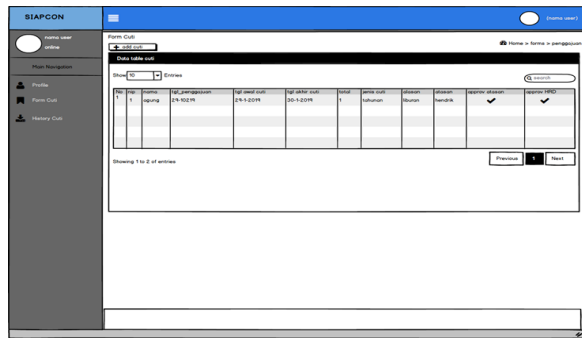 SIAPCON
(nama user)
nama user
online
Main Navigation
Profile
Form Cuti
History Cuti
Form Cuti
+ add cuti
Home > forms > penggajuan
Data table cuti
Show 10 Entries
search
No nip nama tgl_penggajuan tgl awal cuti tgl akhir cuti total jenis cuti alasan atasan approv atasan approv HRD
1 1 agung 29-10219 29-1-2019 30-1-2019 1 tahunan liburan hendrik
Showing 1 to 2 of entries
Previous 1 Next